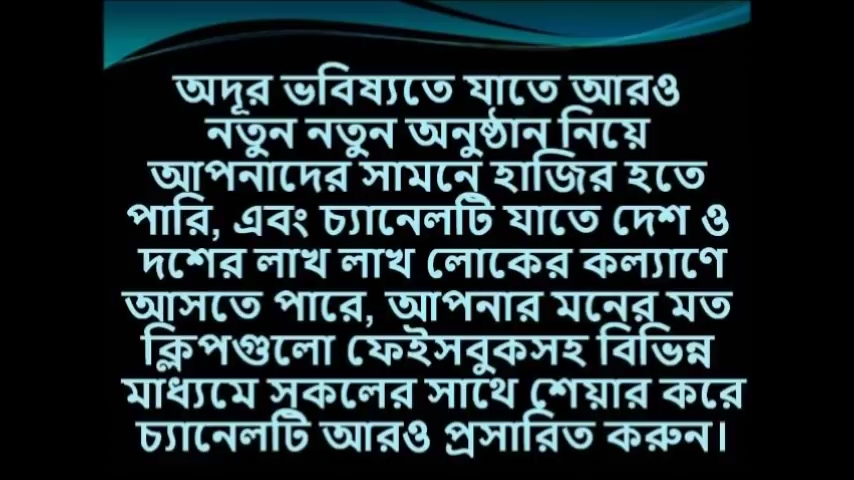 অদূর ভবিষ্যতে যাতে আরও
নতুন নতুন অনুষ্ঠান নিয়ে
আপনাদের সামনে হাজির হতে
পারি, এবং চ্যানেলটি যাতে দেশ ও
দশের লাখ লাখ লোকের কল্যাণে
আসতে পারে, আপনার মনের মত
ক্লিপগুলো ফেইসবুকসহ বিভিন্ন
মাধ্যমে সকলের সাথে শেয়ার করে
চ্যানেলটি আরও প্রসারিত করুন।